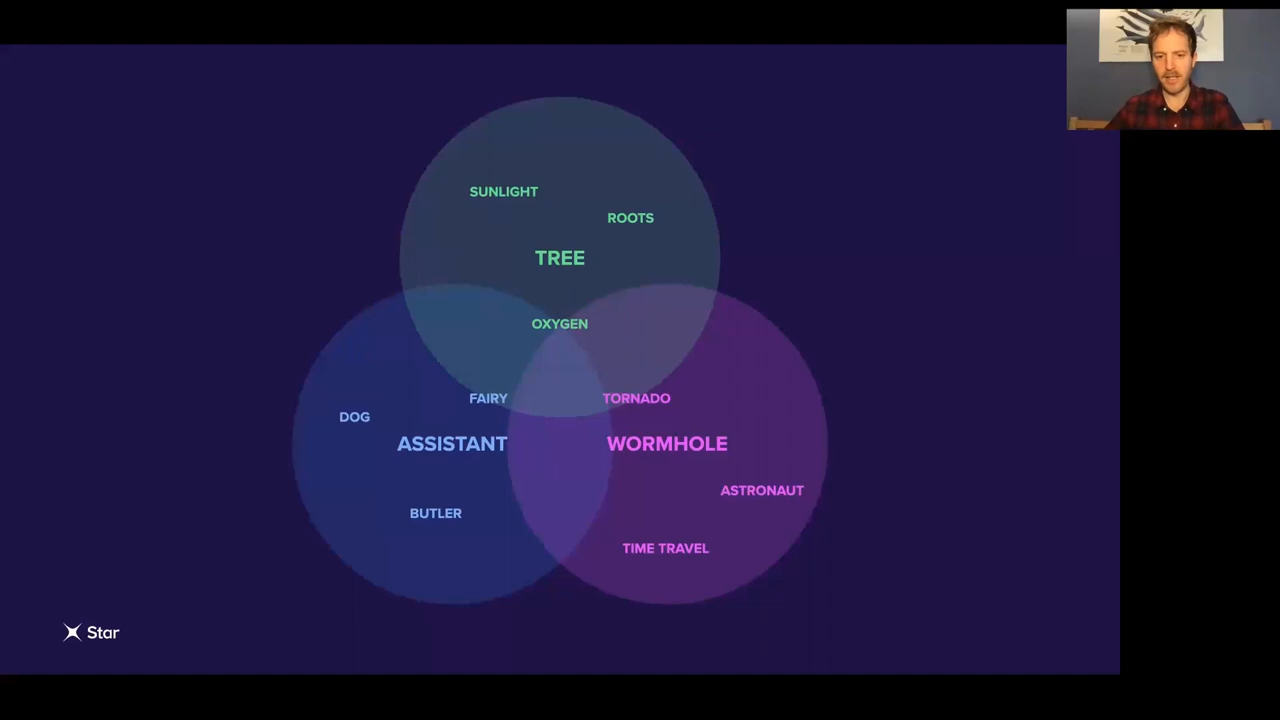 SUNLIGHT
ROOTS
TREE
OXYGEN
FAIRY
TORNADO
DOG
ASSISTANT
WORMHOLE
ASTRONAUT
BUTLER
TIME TRAVEL
Star